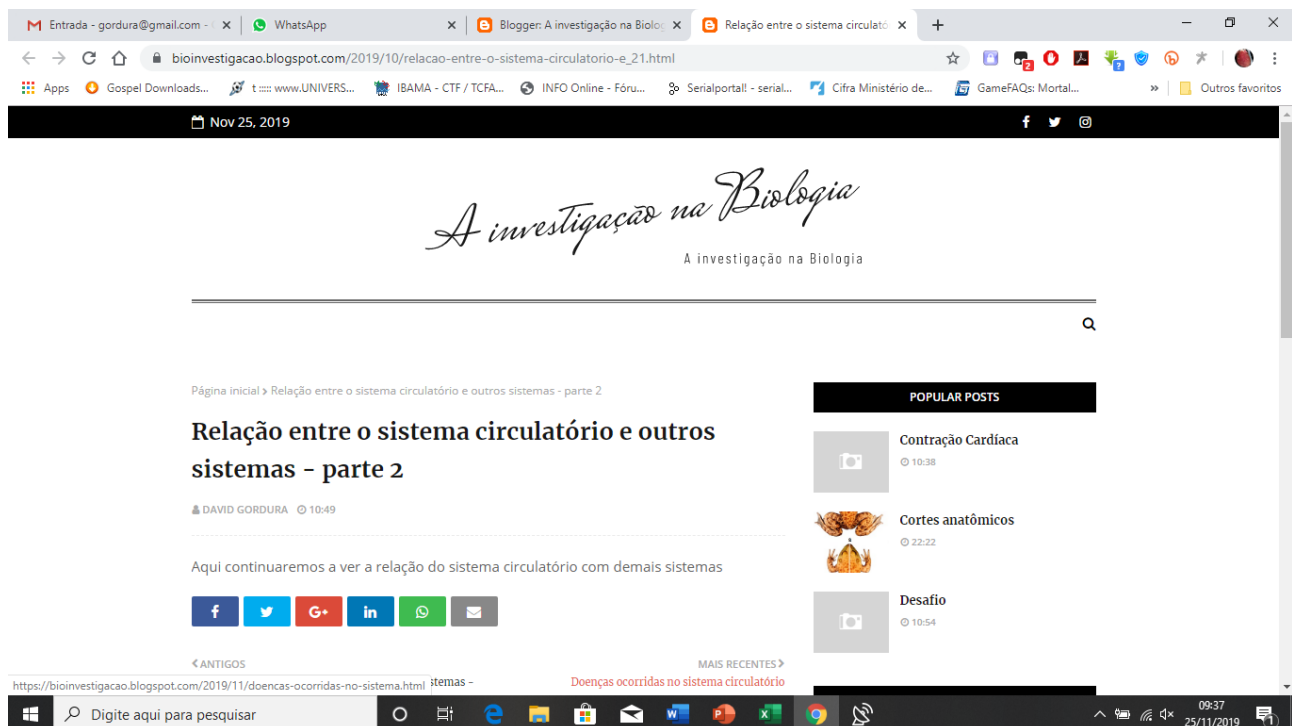 Entrada - gordura@gmail.com - 
WhatsApp
Blogger: A investigação na Biolog
Relação entre o sistema circulató
bioinvestigacao.blogspot.com/2019/10/relacao-entre-o-sistema-circulatorio-e_21.html
Apps
Gospel Downloads...
t ::::: www.UNIVERS...
IBAMA - CTF / TCFA...
INFO Online - Fóru...
Serialportal! - serial...
Cifra Ministério de...
GameFAQs: Mortal...
»
Outros favoritos
Nov 25, 2019
A investigação na Biologia
A investigação na Biologia
Página inicial › Relação entre o sistema circulatório e outros sistemas - parte 2
Relação entre o sistema circulatório e outros
sistemas - parte 2
DAVID GORDURA 10:49
Aqui continuaremos a ver a relação do sistema circulatório com demais sistemas
f G+ in
ANTIGOS
stemas -
MAIS RECENTES
Doenças ocorridas no sistema circulatório
POPULAR POSTS
Contração Cardíaca
10:38
Cortes anatômicos
22:22
Desafio
10:54
https://bioinvestigacao.blogspot.com/2019/11/doencas-ocorridas-no-sistema.html
Digite aqui para pesquisar
09:37
25/11/2019